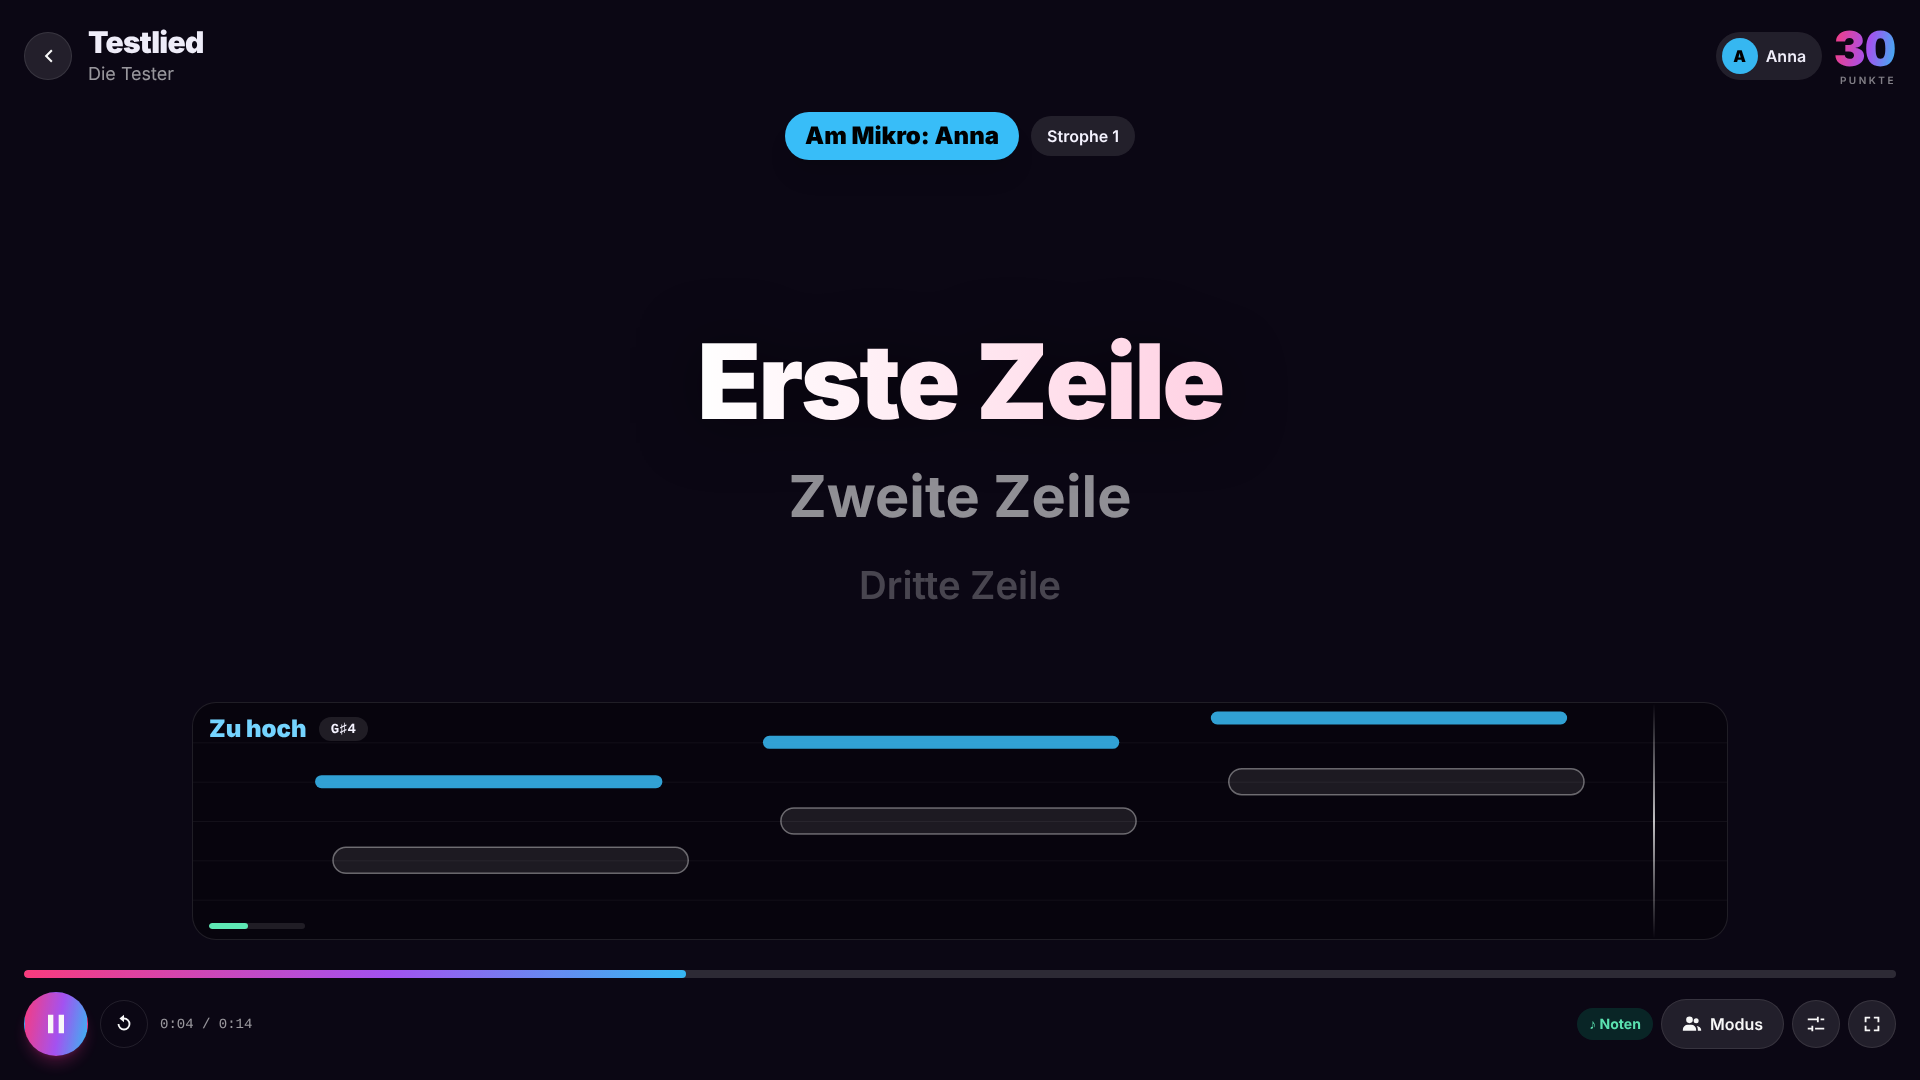 Testlied
Die Tester
A Anna
30
PUNKTE
Am Mikro: Anna
Strophe 1
Erste Zeile
Zweite Zeile
Dritte Zeile
Zu hoch G♯4
0:04 / 0:14
♪ Noten
Modus